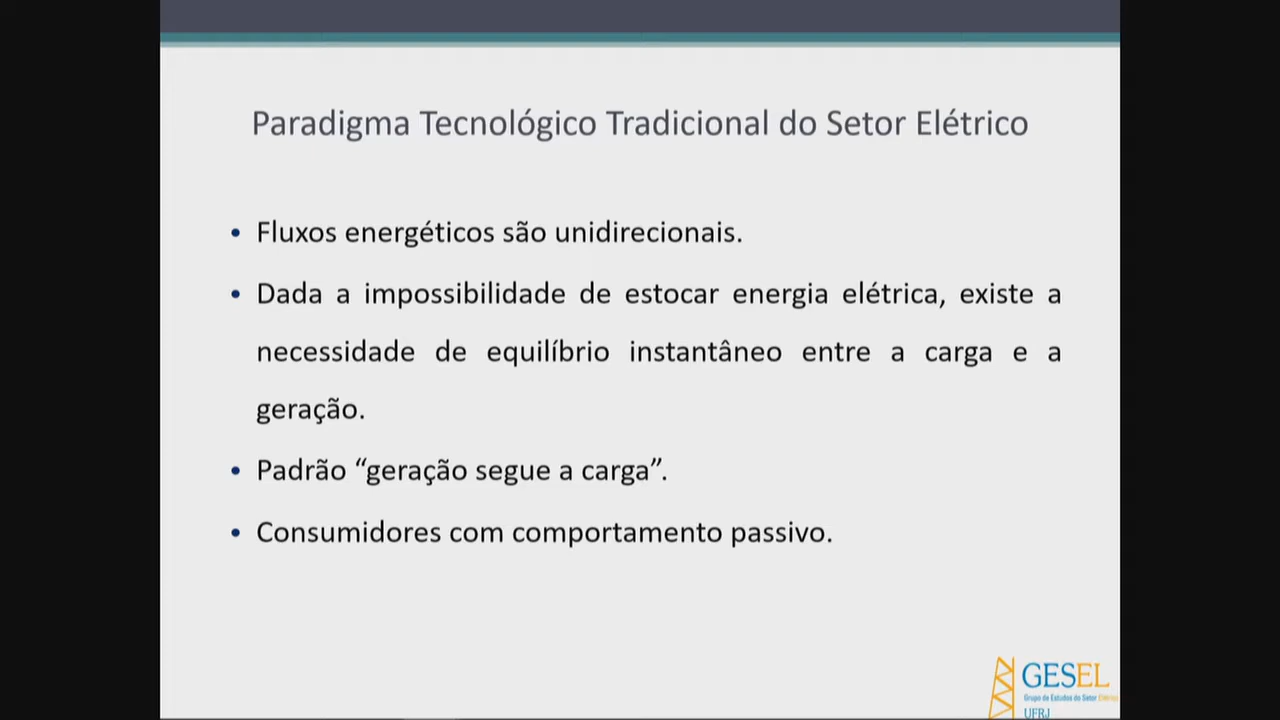 Paradigma Tecnológico Tradicional do Setor Elétrico
• Fluxos energéticos são unidirecionais.
• Dada a impossibilidade de estocar energia elétrica, existe a
necessidade de equilíbrio instantâneo entre a carga e a
geração.
• Padrão “geração segue a carga”.
• Consumidores com comportamento passivo.
GESEL
Grupo de Estudos do Setor Elétrico
UFRJ